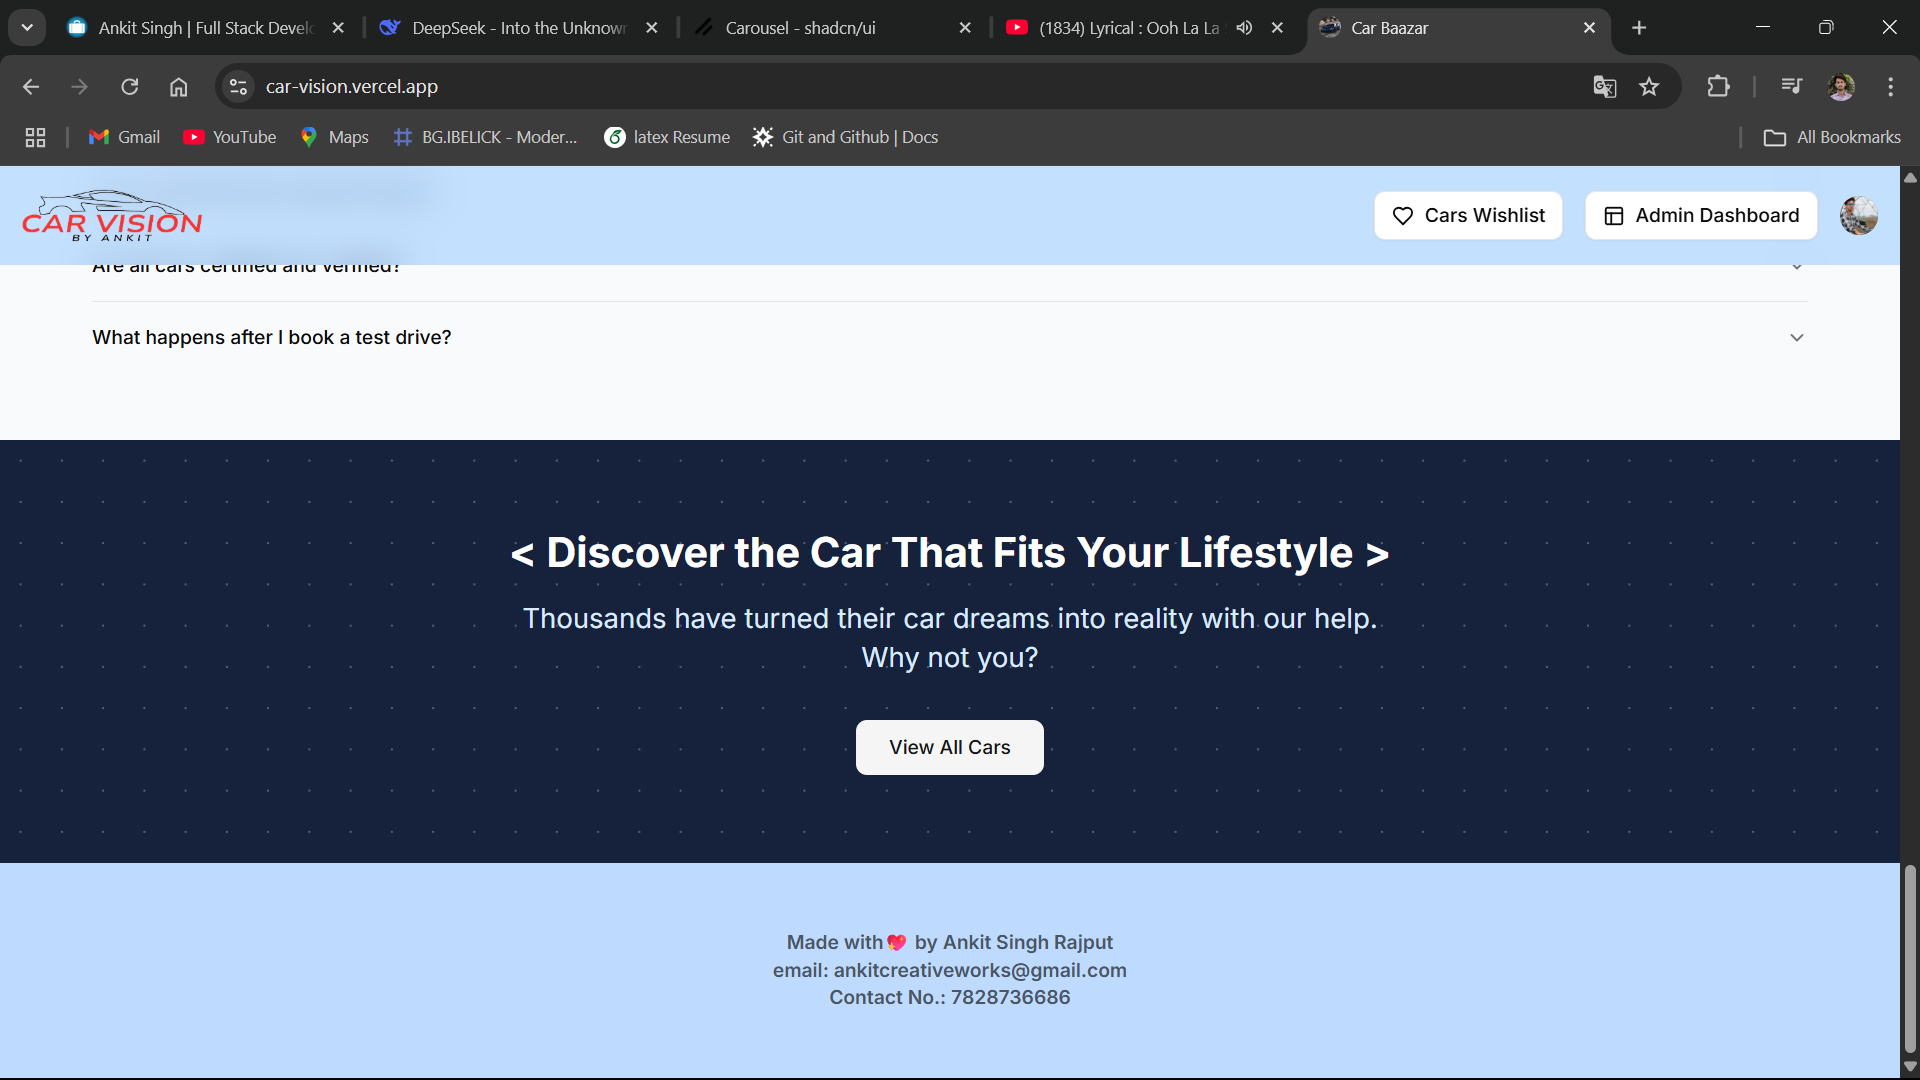 Ankit Singh | Full Stack Develo
DeepSeek - Into the Unknown
Carousel - shadcn/ui
(1834) Lyrical : Ooh La La
Car Baazar
car-vision.vercel.app
Gmail
YouTube
Maps
BG.IBELICK - Moder...
latex Resume
Git and Github | Docs
All Bookmarks
CAR VISION
BY ANKIT
Cars Wishlist
Admin Dashboard
Are all cars certified and verified?
What happens after I book a test drive?
< Discover the Car That Fits Your Lifestyle >
Thousands have turned their car dreams into reality with our help.
Why not you?
View All Cars
Made with💖 by Ankit Singh Rajput
email: ankitcreativeworks@gmail.com
Contact No.: 7828736686